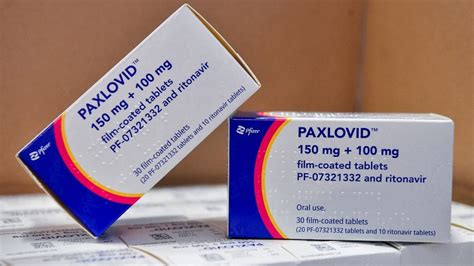 PAXLOVID™
150 mg + 100 mg
film-coated tablets
PF-07321332 and ritonavir
30 film-coated tablets
(20 PF-07321332 tablets and 10 ritonavir tablets)
Pfizer
Pfizer
PAXLOVID™
150 mg + 100 mg
film-coated tablets
PF-07321332 and ritonavir
Oral use.
30 film-coated tablets
(20 PF-07321332 tablets and 10 ritonavir tablets)